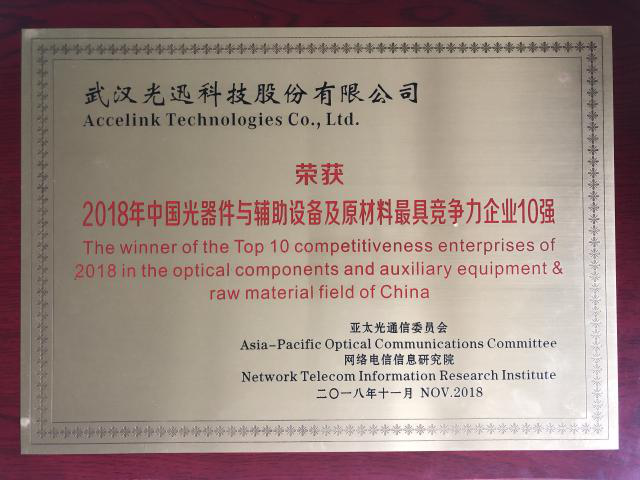 武汉光迅科技股份有限公司
Accelink Technologies Co., Ltd.
荣获
2018年中国光器件与辅助设备及原材料最具竞争力企业10强
The winner of the Top 10 competitiveness enterprises of
2018 in the optical components and auxiliary equipment &
raw material field of China
亚太光通信委员会
Asia-Pacific Optical Communications Committee
网络电信信息研究院
Network Telecom Information Research Institute
二〇一八年十一月 NOV.2018